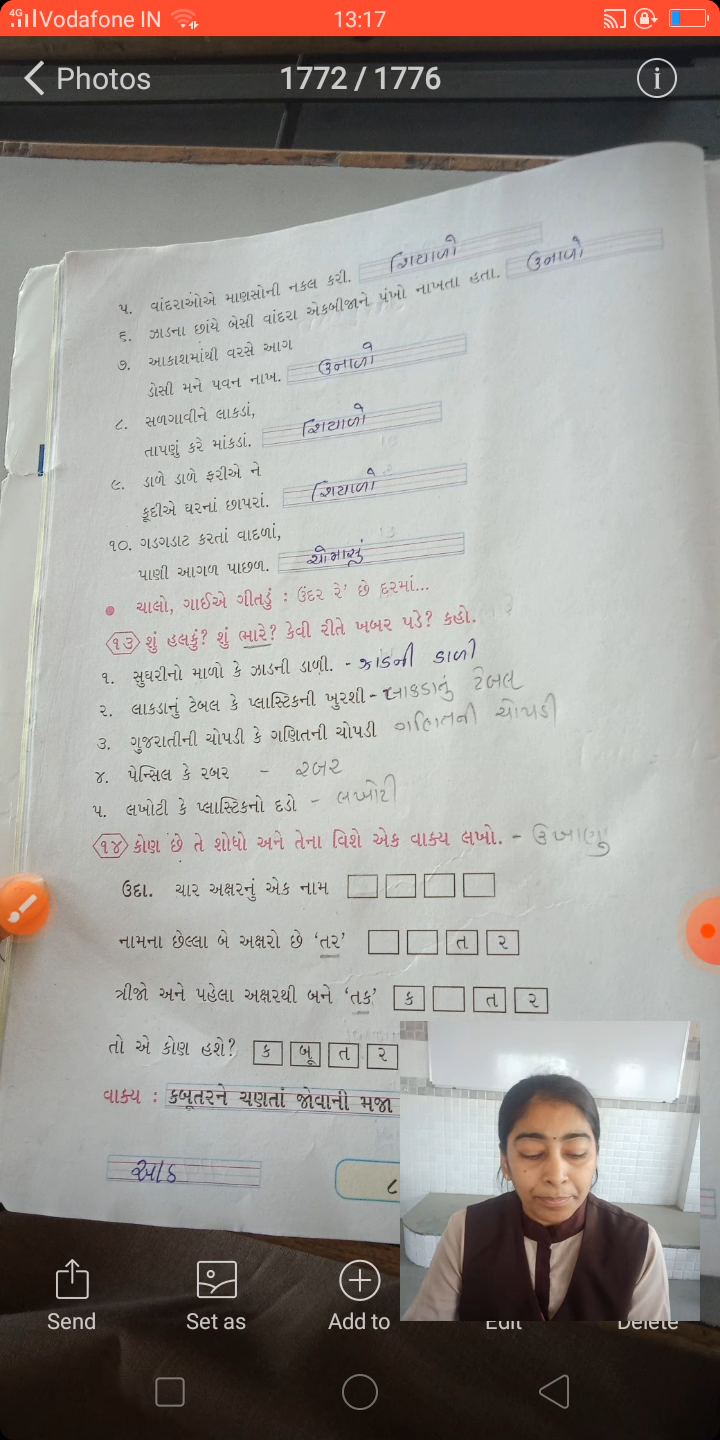 4G Vodafone IN 13:17
Photos 1772 / 1776
૫. વાંદરાઓએ માણસોની નકલ કરી. શિયાળો
૬. ઝાડના છાંયે બેસી વાંદરા એકબીજાને પંખો નાખતા હતા. ઉનાળો
૭. આકાશમાંથી વરસે આગ
ડોસી મને પવન નાખ. ઉનાળો
૮. સળગાવીને લાકડાં,
તાપણું કરે માંકડાં. શિયાળો
૯. ડાળે ડાળે ફરીએ ને
કૂદીએ ઘરનાં છાપરાં. શિયાળો
૧૦. ગડગડાટ કરતાં વાદળાં,
પાણી આગળ પાછળ. ચોમાસું
• ચાલો, ગાઈએ ગીતડું : ઉંદર રે' છે દરમાં...
૧૩ શું હલકું? શું ભારે? કેવી રીતે ખબર પડે? કહો.
૧. સુઘરીનો માળો કે ઝાડની ડાળી. - ઝાડની ડાળી
૨. લાકડાનું ટેબલ કે પ્લાસ્ટિકની ખુરશી - લાકડાનું ટેબલ
૩. ગુજરાતીની ચોપડી કે ગણિતની ચોપડી ગણિતની ચોપડી
૪. પેન્સિલ કે રબર - રબર
૫. લખોટી કે પ્લાસ્ટિકનો દડો - લખોટી
૧૪ કોણ છે તે શોધો અને તેના વિશે એક વાક્ય લખો. - ઉખાણુ
ઉદા. ચાર અક્ષરનું એક નામ
નામના છેલ્લા બે અક્ષરો છે ‘તર’ ત ર
ત્રીજો અને પહેલા અક્ષરથી બને ‘તક’ ક ત ર
તો એ કોણ હશે? ક બૂ ત ર
વાક્ય : કબૂતરને ચણતાં જોવાની મજા
આઠ ૮
Send Set as Add to Edit Delete